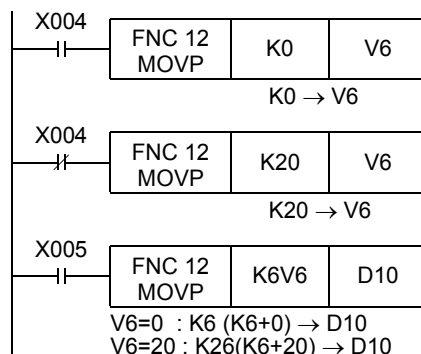 X004
FNC 12
MOVP
K0
V6
K0 → V6
X004
FNC 12
MOVP
K20
V6
K20 → V6
X005
FNC 12
MOVP
K6V6
D10
V6=0 : K6 (K6+0) → D10
V6=20 : K26(K6+20) → D10